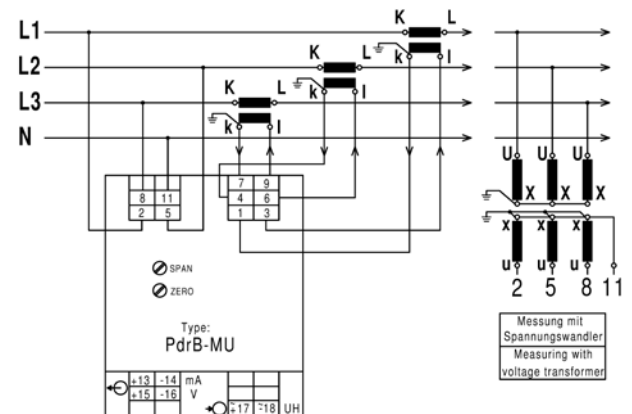 L1 K L
k l
L2 K L
k l
L3 K L
k l
N
U U U
X X X
x x x
u u u
2 5 8 11
7 9
8 11 4 6
2 5 1 3
SPAN
ZERO
Type:
PdrB-MU
Messung mit
Spannungswandler
Measuring with
voltage transformer
+13 -14 mA
+15 -16 V
~17 ~18 UH